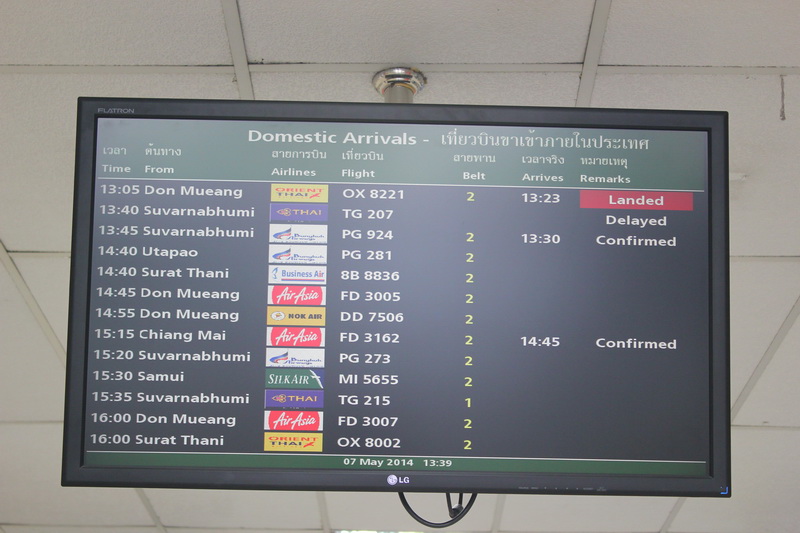 PLATRON
Domestic Arrivals - เที่ยวบินขาเข้าภายในประเทศ
เวลา ต้นทาง สายการบิน เที่ยวบิน สายพาน เวลาจริง หมายเหตุ
Time From Airlines Flight Belt Arrives Remarks
13:05 Don Mueang ORIENT THAI OX 8221 2 13:23 Landed
13:40 Suvarnabhumi THAI TG 207 Delayed
13:45 Suvarnabhumi Bangkok Airways PG 924 2 13:30 Confirmed
14:40 Utapao Bangkok Airways PG 281 2
14:40 Surat Thani Business Air 8B 8836 2
14:45 Don Mueang AirAsia FD 3005 2
14:55 Don Mueang NOK AIR DD 7506 2
15:15 Chiang Mai AirAsia FD 3162 2 14:45 Confirmed
15:20 Suvarnabhumi Bangkok Airways PG 273 2
15:30 Samui SILKAIR MI 5655 2
15:35 Suvarnabhumi THAI TG 215 1
16:00 Don Mueang AirAsia FD 3007 2
16:00 Surat Thani ORIENT THAI OX 8002 2
07 May 2014 13:39
LG